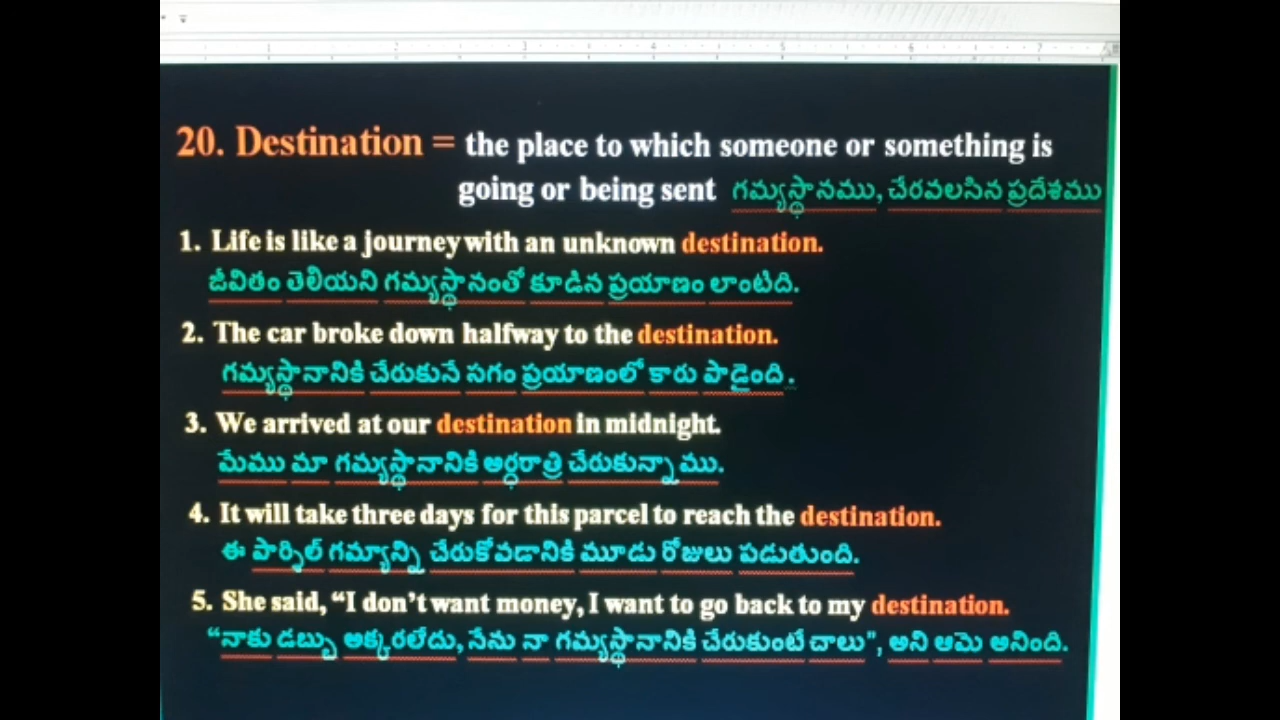 20. Destination = the place to which someone or something is
going or being sent గమ్యస్థానము, చేరవలసిన ప్రదేశము
1. Life is like a journey with an unknown destination.
జీవితం తెలియని గమ్యస్థానంతో కూడిన ప్రయాణం లాంటిది.
2. The car broke down halfway to the destination.
గమ్యస్థానానికి చేరుకునే సగం ప్రయాణంలో కారు పాడైంది.
3. We arrived at our destination in midnight.
మేము మా గమ్యస్థానానికి అర్ధరాత్రి చేరుకున్నాము.
4. It will take three days for this parcel to reach the destination.
ఈ పార్సిల్ గమ్యాన్ని చేరుకోవడానికి మూడు రోజులు పడుతుంది.
5. She said, “I don’t want money, I want to go back to my destination.
“నాకు డబ్బు అక్కరలేదు, నేను నా గమ్యస్థానానికి చేరుకుంటే చాలు”, అని ఆమె అనింది.